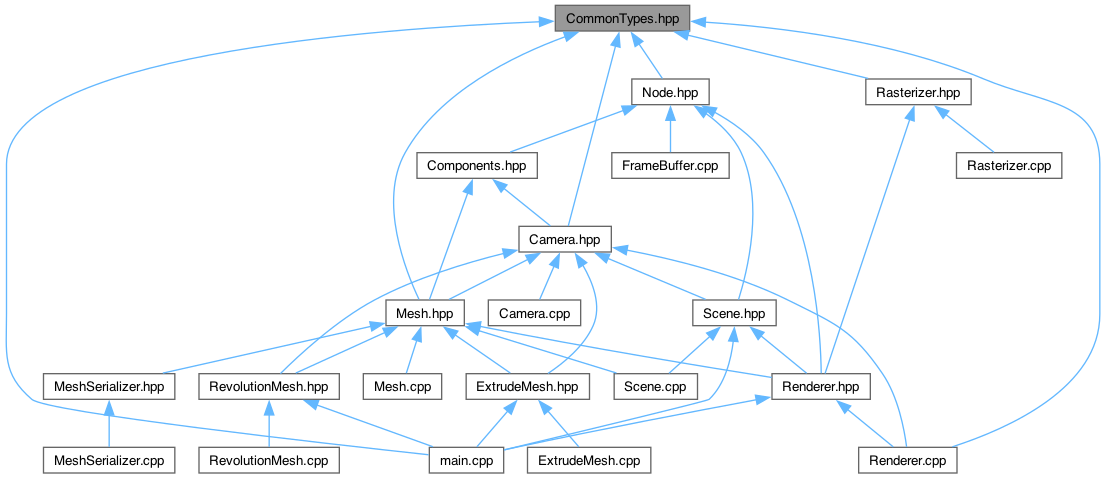 CommonTypes.hpp
Node.hpp
Rasterizer.hpp
Components.hpp
FrameBuffer.cpp
Rasterizer.cpp
Camera.hpp
Mesh.hpp
Camera.cpp
Scene.hpp
MeshSerializer.hpp
RevolutionMesh.hpp
Mesh.cpp
ExtrudeMesh.hpp
Scene.cpp
Renderer.hpp
MeshSerializer.cpp
RevolutionMesh.cpp
main.cpp
ExtrudeMesh.cpp
Renderer.cpp